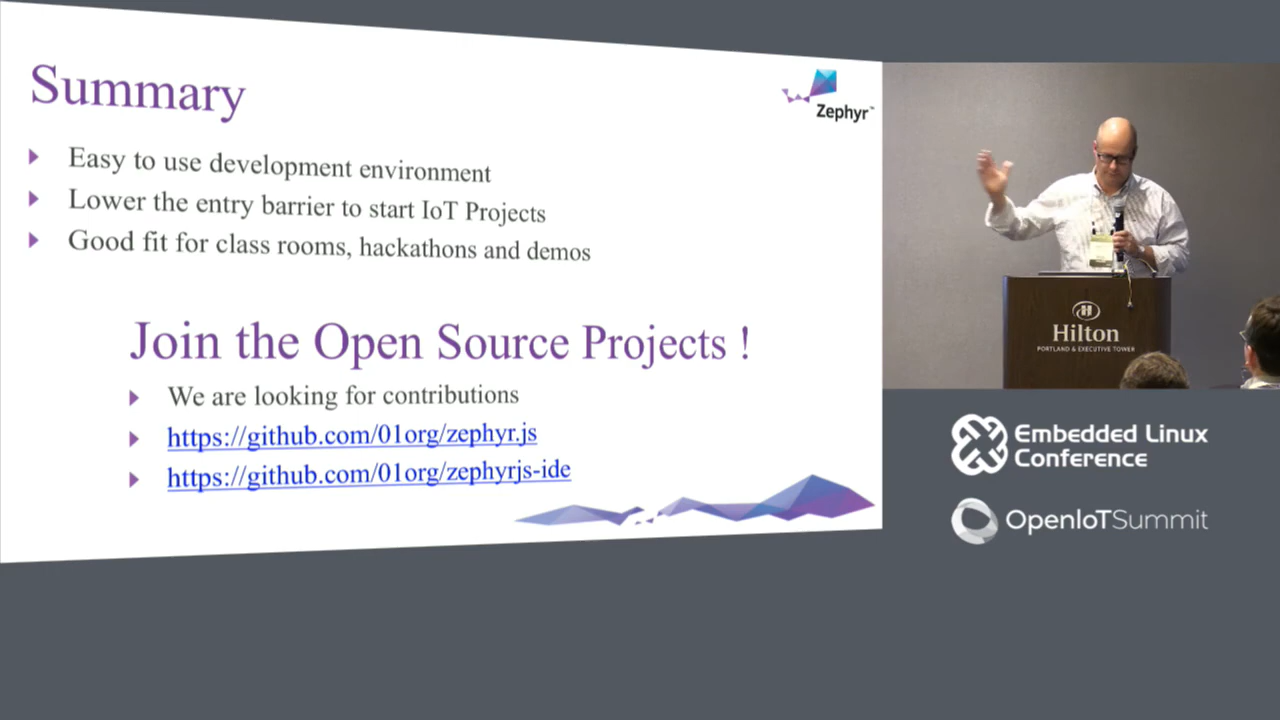 Summary
Zephyr™
Easy to use development environment
Lower the entry barrier to start IoT Projects
Good fit for class rooms, hackathons and demos
Join the Open Source Projects !
We are looking for contributions
https://github.com/01org/zephyr.js
https://github.com/01org/zephyrjs-ide
Hilton
PORTLAND & EXECUTIVE TOWER
Embedded Linux
Conference
OpenIoTSummit